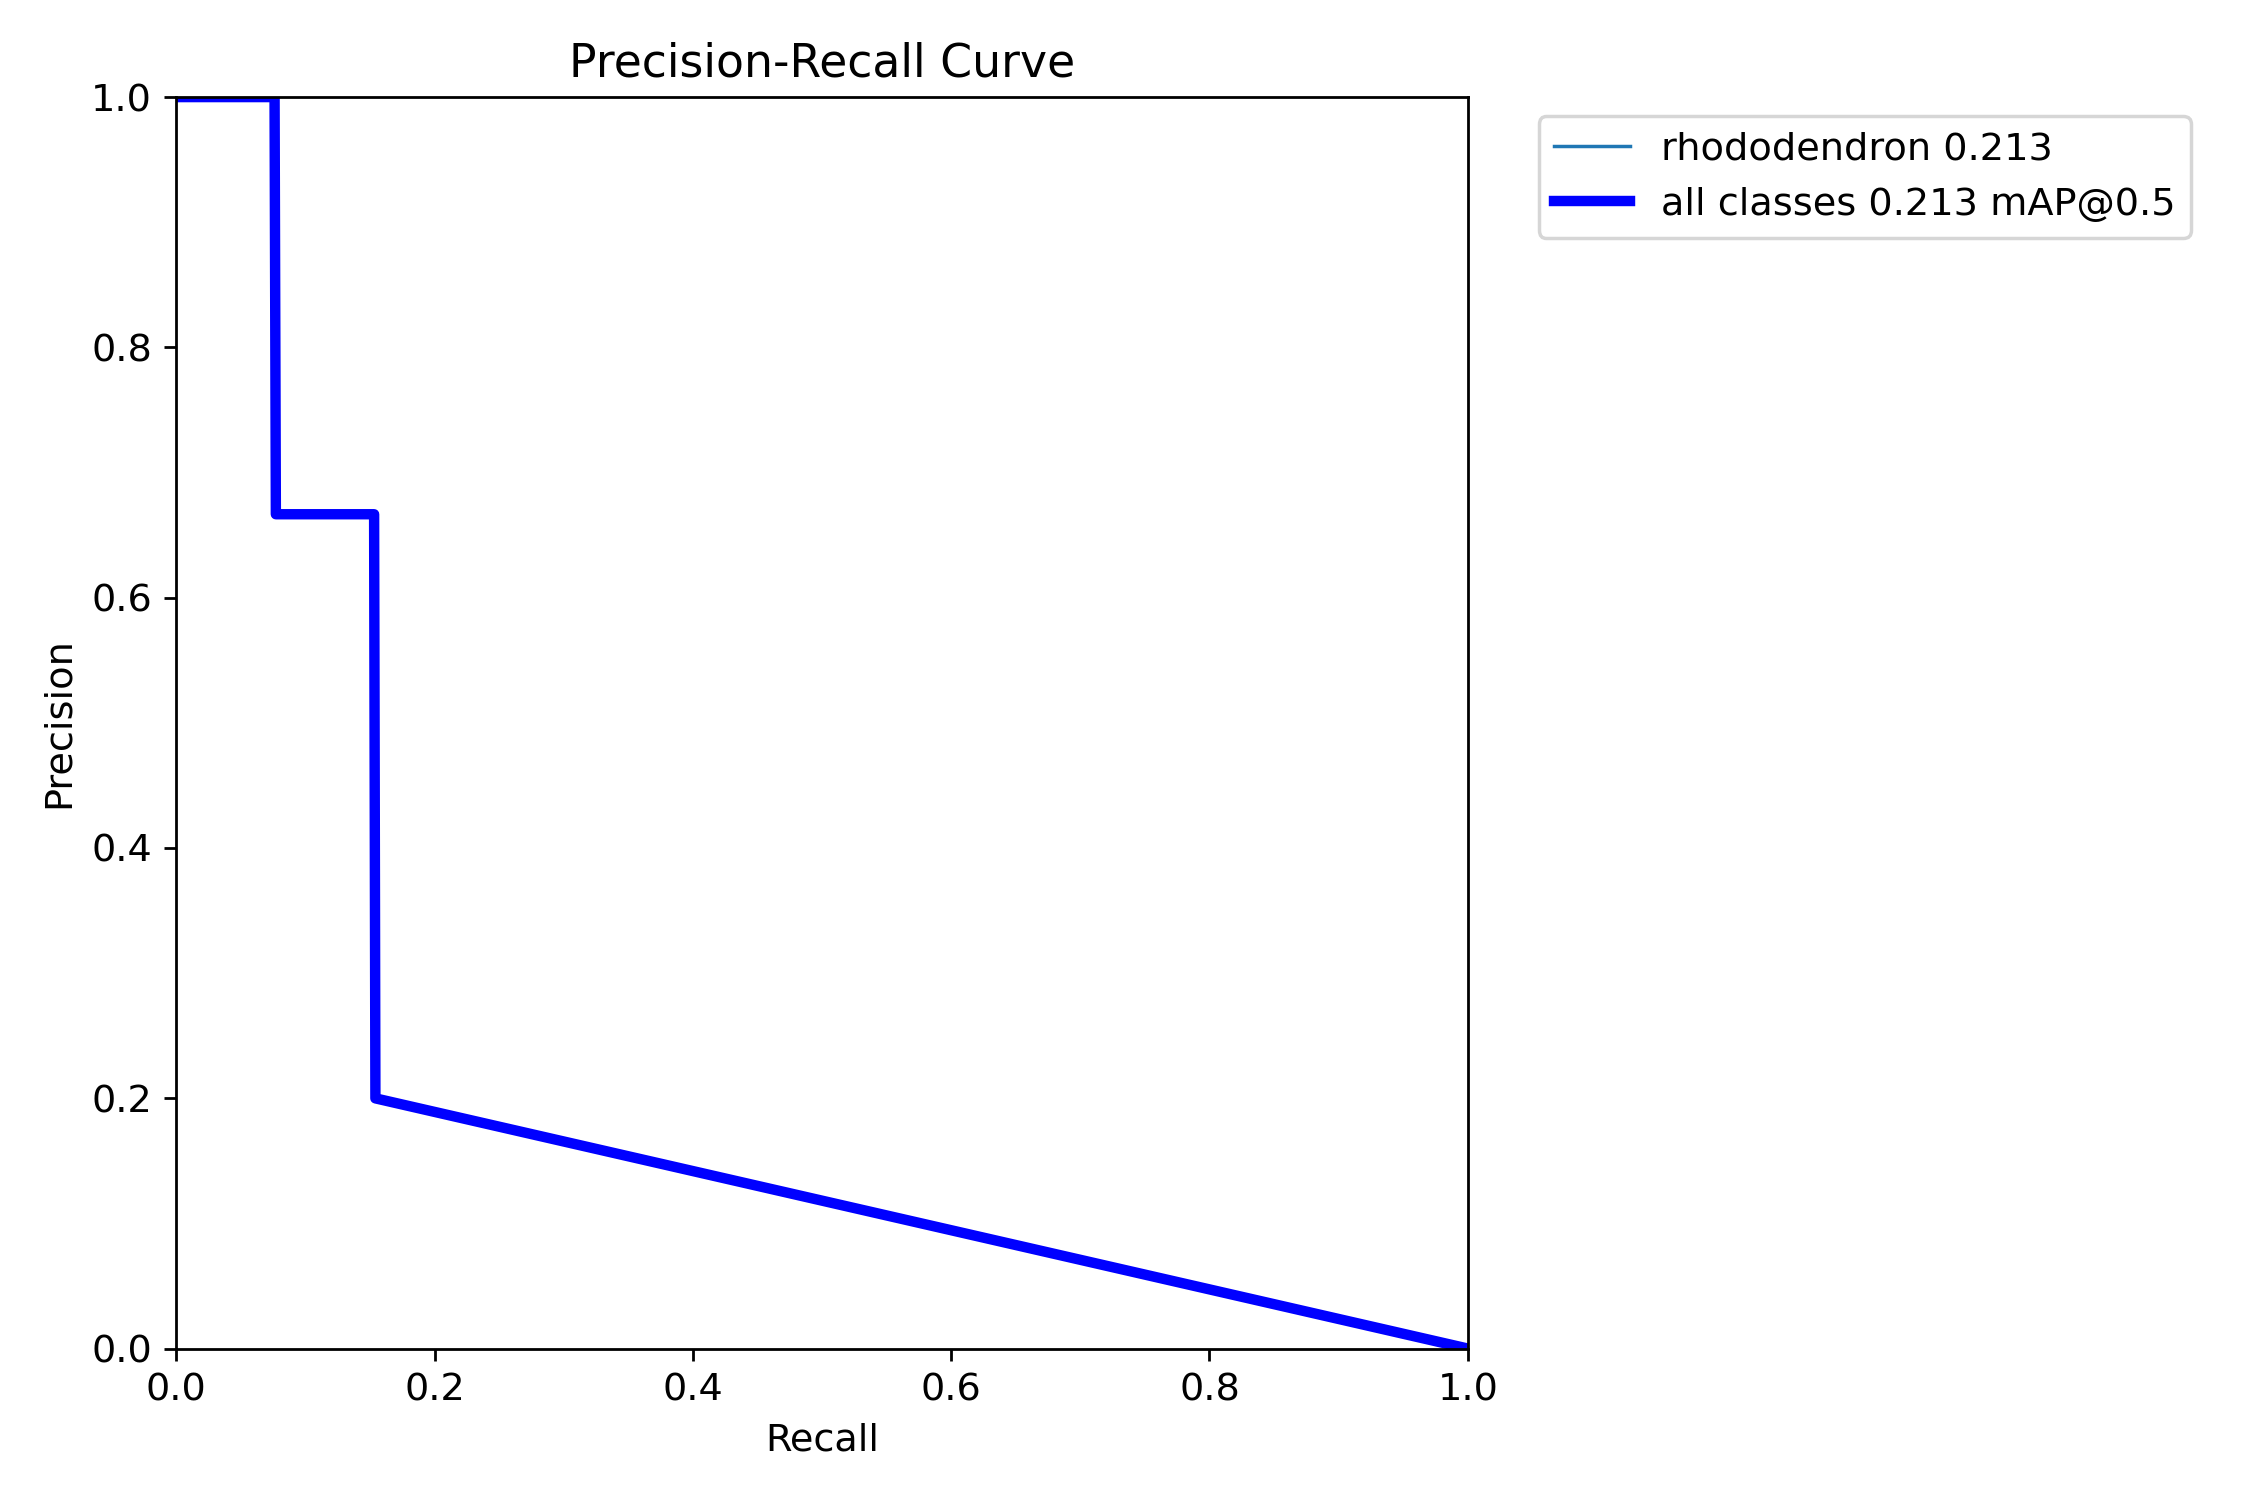 Precision-Recall Curve
1.0
0.8
0.6
0.4
0.2
0.0
Precision
0.0 0.2 0.4 0.6 0.8 1.0
Recall
rhododendron 0.213
all classes 0.213 mAP@0.5